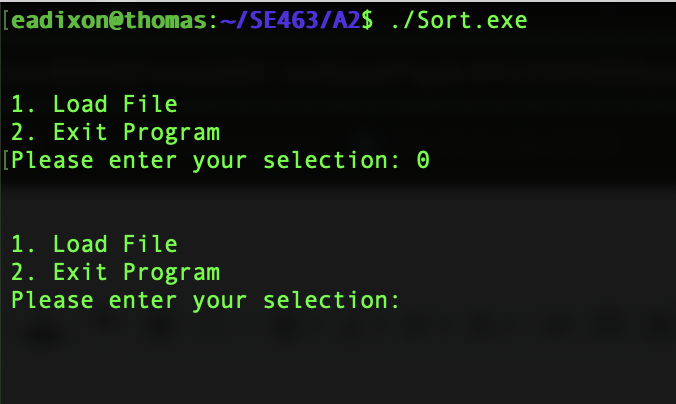 [eadixon@thomas:~/SE463/A2$ ./Sort.exe
1. Load File
2. Exit Program
[Please enter your selection: 0
1. Load File
2. Exit Program
Please enter your selection: